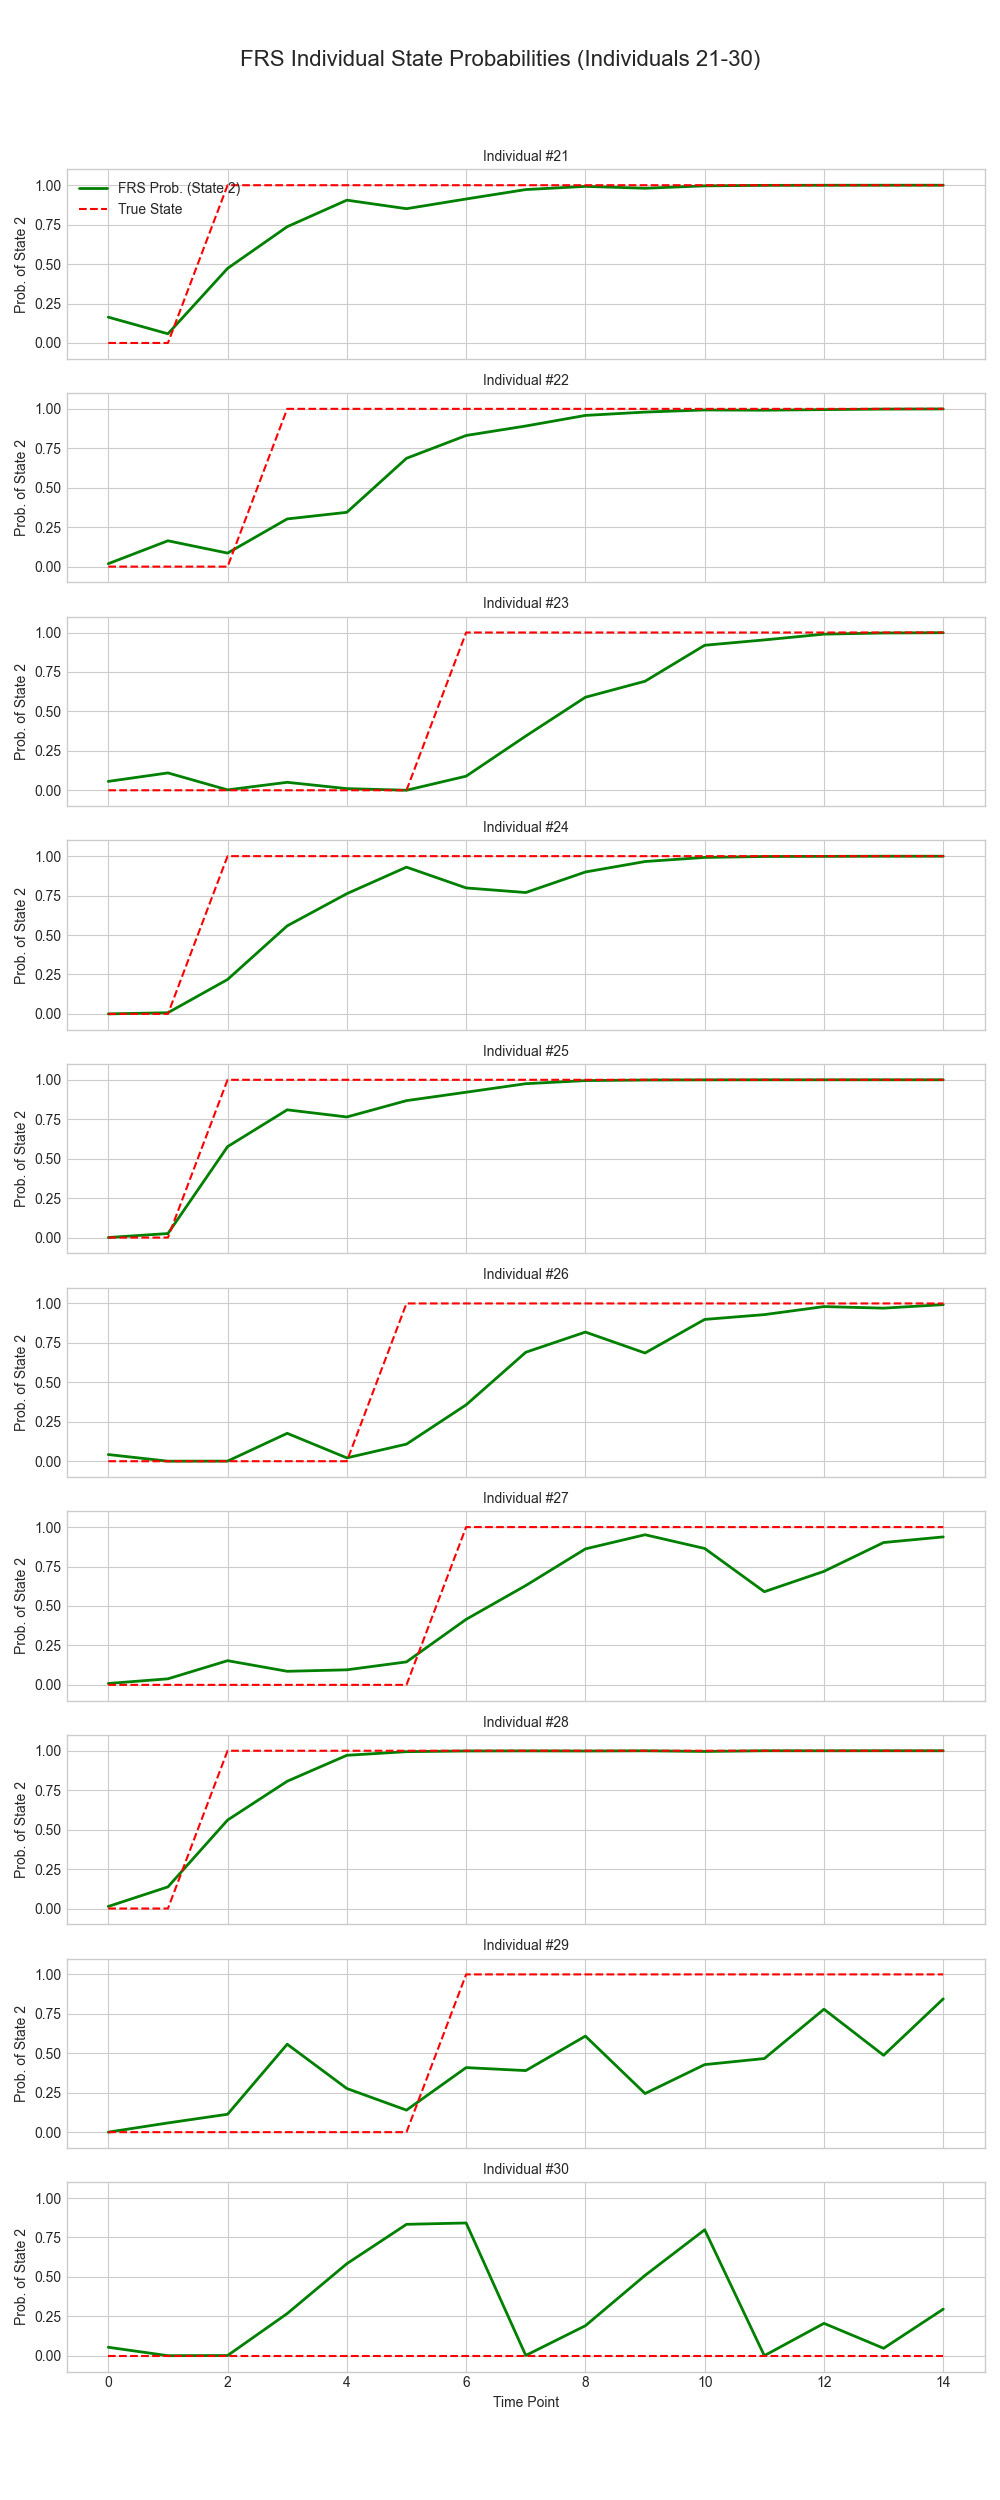 FRS Individual State Probabilities (Individuals 21-30)
Individual #21
FRS Prob. (State 2)
True State
Prob. of State 2
1.00
0.75
0.50
0.25
0.00
Individual #22
Prob. of State 2
1.00
0.75
0.50
0.25
0.00
Individual #23
Prob. of State 2
1.00
0.75
0.50
0.25
0.00
Individual #24
Prob. of State 2
1.00
0.75
0.50
0.25
0.00
Individual #25
Prob. of State 2
1.00
0.75
0.50
0.25
0.00
Individual #26
Prob. of State 2
1.00
0.75
0.50
0.25
0.00
Individual #27
Prob. of State 2
1.00
0.75
0.50
0.25
0.00
Individual #28
Prob. of State 2
1.00
0.75
0.50
0.25
0.00
Individual #29
Prob. of State 2
1.00
0.75
0.50
0.25
0.00
Individual #30
Prob. of State 2
1.00
0.75
0.50
0.25
0.00
0 2 4 6 8 10 12 14
Time Point